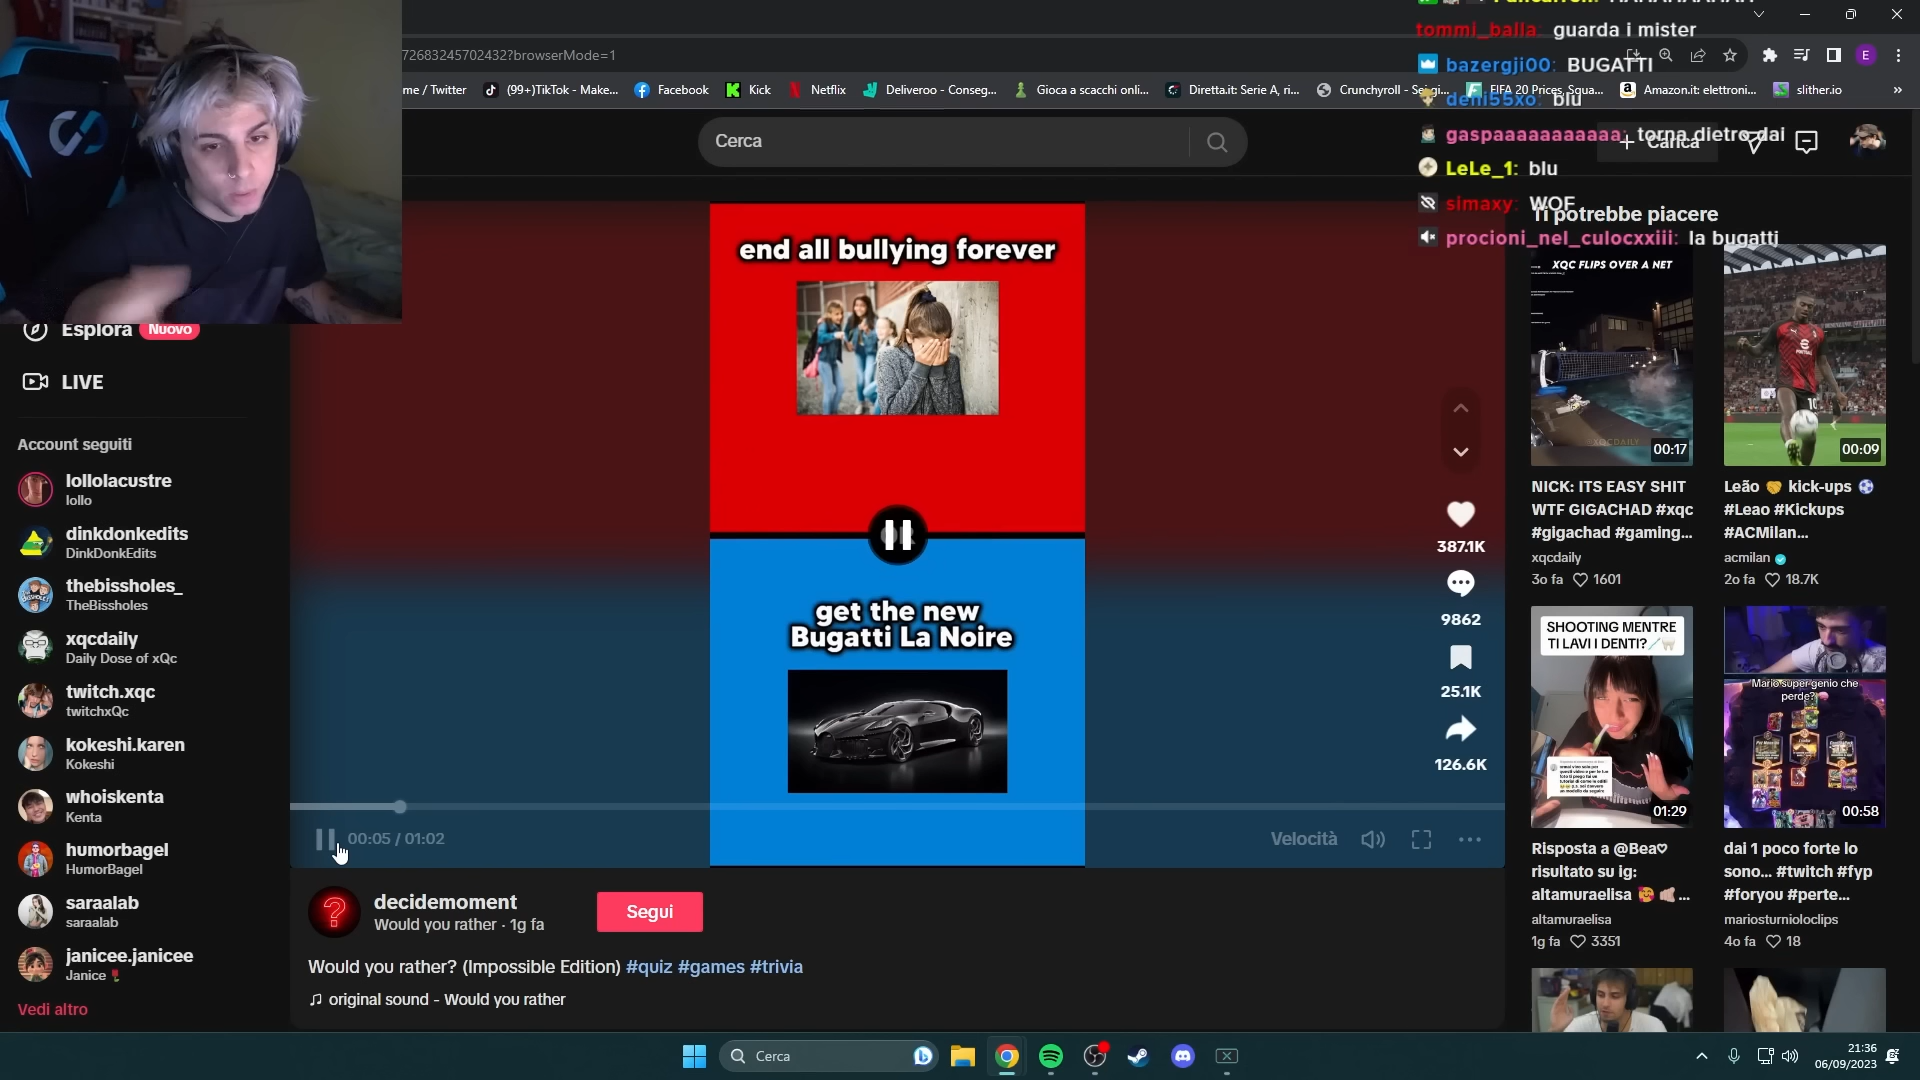 72683245702432?browserMode=1
me / Twitter
(99+)TikTok - Make...
Facebook
Kick
Netflix
Deliveroo - Conseg...
Gioca a scacchi onli...
Diretta.it: Serie A, ri...
Crunchyroll - Segi...
FIFA 20 Prices, Squa...
Amazon.it: elettroni...
slither.io
»
E
tommi_balla: guarda i mister
bazergji00: BUGATTI
blu
gaspaaaaaaaaaaa: torna dietro dai
LeLe_1: blu
simaxy: WOF
procioni_nel_culocxxiii: la bugatti
Cerca
Carica
Esplora
Nuovo
LIVE
Account seguiti
lollolacustre
lollo
dinkdonkedits
DinkDonkEdits
thebissholes_
TheBissholes
xqcdaily
Daily Dose of xQc
twitch.xqc
twitchxQc
kokeshi.karen
Kokeshi
whoiskenta
Kenta
humorbagel
HumorBagel
saraalab
saraalab
janicee.janicee
Janice
Vedi altro
end all bullying forever
get the new
Bugatti La Noire
387.1K
9862
25.1K
126.6K
00:05 / 01:02
Velocità
decidemoment
Would you rather · 1g fa
Segui
Would you rather? (Impossible Edition) #quiz #games #trivia
original sound - Would you rather
Ti potrebbe piacere
XQC FLIPS OVER A NET
XQCDAILY
00:17
NICK: ITS EASY SHIT
WTF GIGACHAD #xqc
#gigachad #gaming...
xqcdaily
3o fa 1601
10
00:09
Leão kick-ups
#Leao #Kickups
#ACMilan...
acmilan
2o fa 18.7K
SHOOTING MENTRE
TI LAVI I DENTI?
01:29
Risposta a @Bea
risultato su ig:
altamuraelisa ...
altamuraelisa
1g fa 3351
Mario super genio che
perde?
00:58
dai 1 poco forte lo
sono... #twitch #fyp
#foryou #perte...
mariosturnioloclips
4o fa 18
Cerca
21:36
06/09/2023